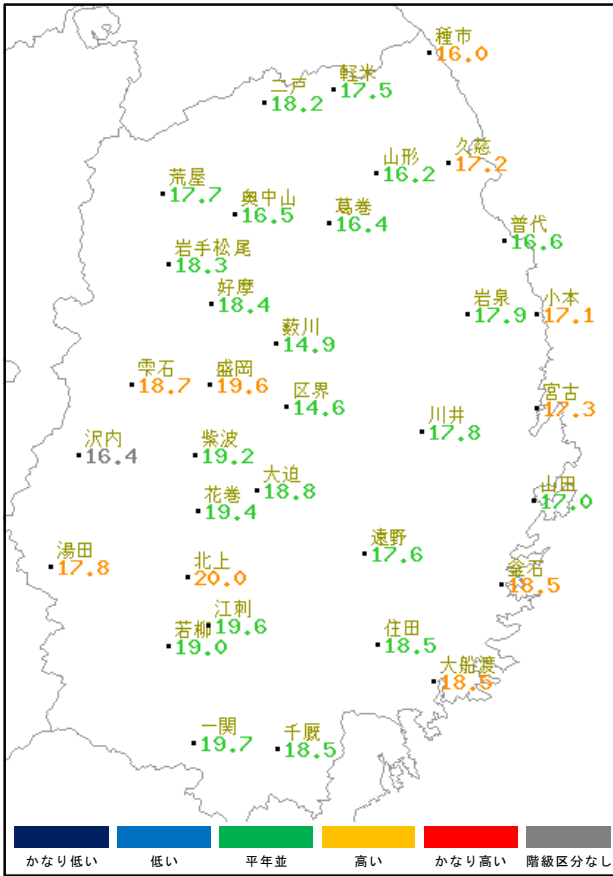 種市
16.0
軽米
17.5
二戸
18.2
久慈
17.2
山形
16.2
荒屋
17.7
奥中山
16.5
葛巻
16.4
普代
16.6
岩手松尾
18.3
好摩
18.4
岩泉
17.9
小本
17.1
薮川
14.9
雫石
18.7
盛岡
19.6
区界
14.6
宮古
17.3
川井
17.8
沢内
16.4
紫波
19.2
大迫
18.8
山田
17.0
花巻
19.4
遠野
17.6
湯田
17.8
北上
20.0
釜石
18.5
江刺
19.6
若柳
19.0
住田
18.5
大船渡
18.5
一関
19.7
千厩
18.5
かなり低い
低い
平年並
高い
かなり高い
階級区分なし